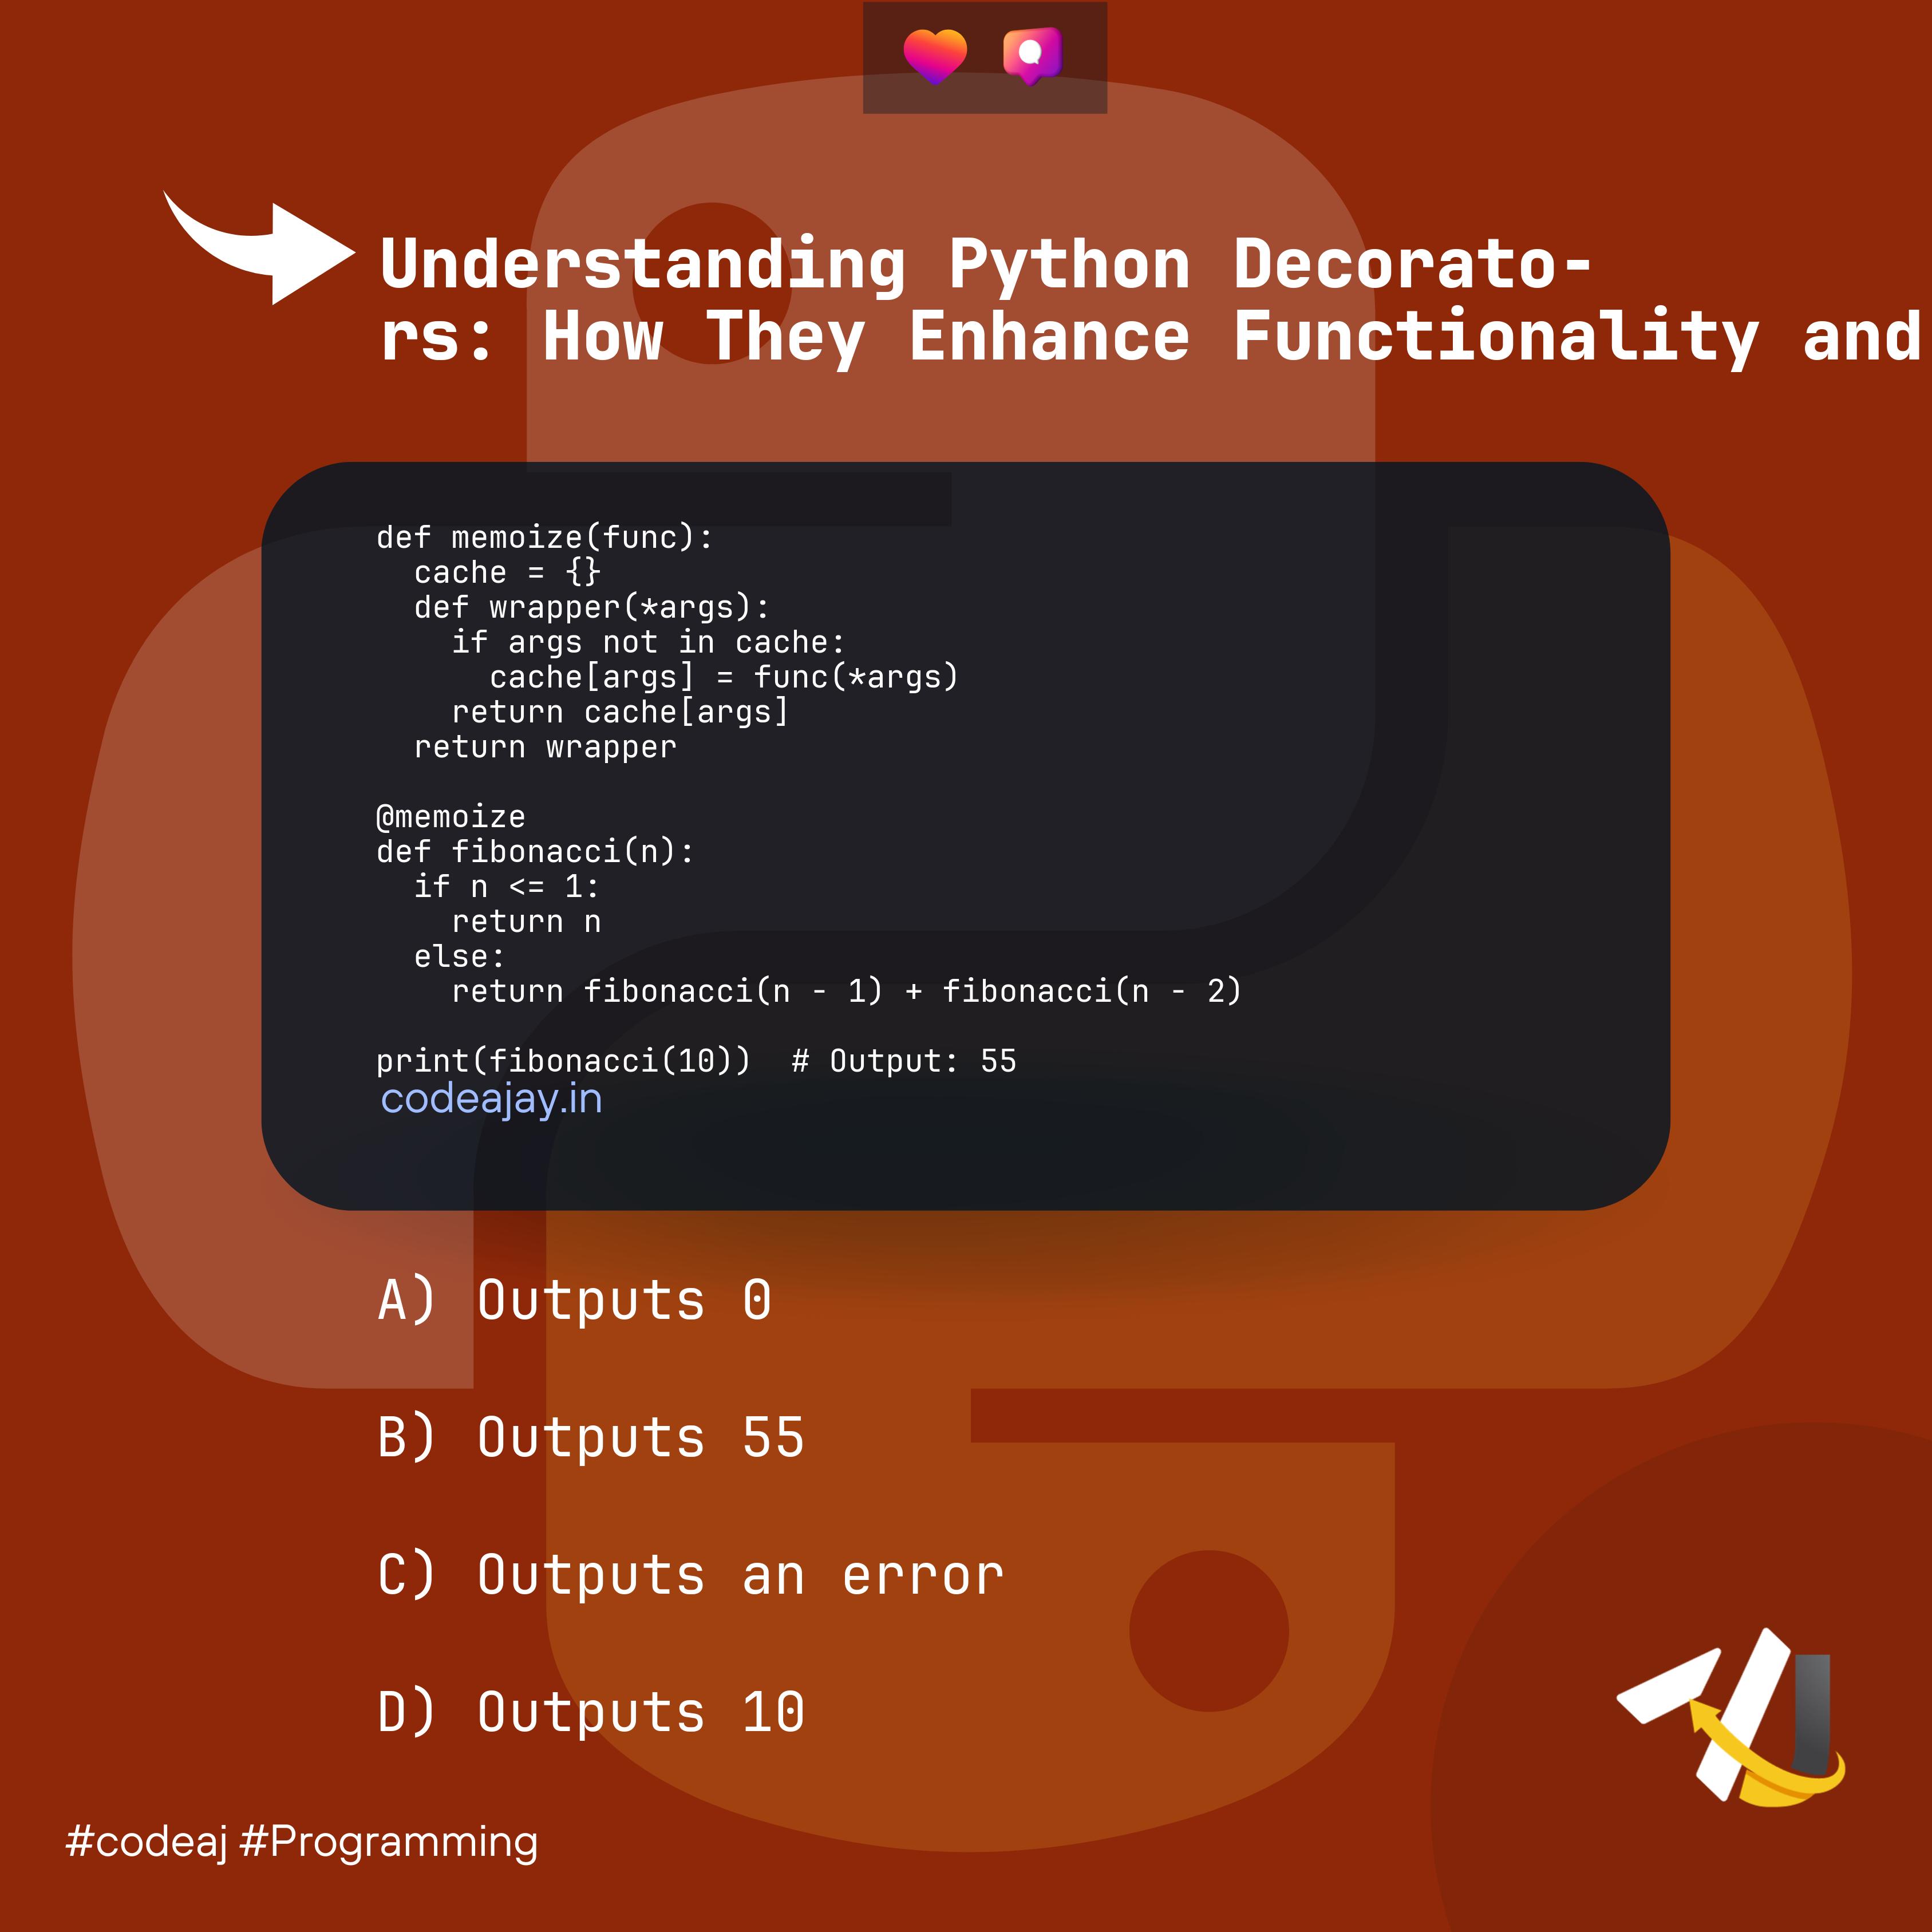 Understanding Python Decorato-
rs: How They Enhance Functionality and
def memoize(func):
  cache = {}
  def wrapper(*args):
    if args not in cache:
      cache[args] = func(*args)
    return cache[args]
  return wrapper

@memoize
def fibonacci(n):
  if n <= 1:
    return n
  else:
    return fibonacci(n - 1) + fibonacci(n - 2)

print(fibonacci(10))  # Output: 55
codeajay.in
A) Outputs 0
B) Outputs 55
C) Outputs an error
D) Outputs 10
#codeaj #Programming